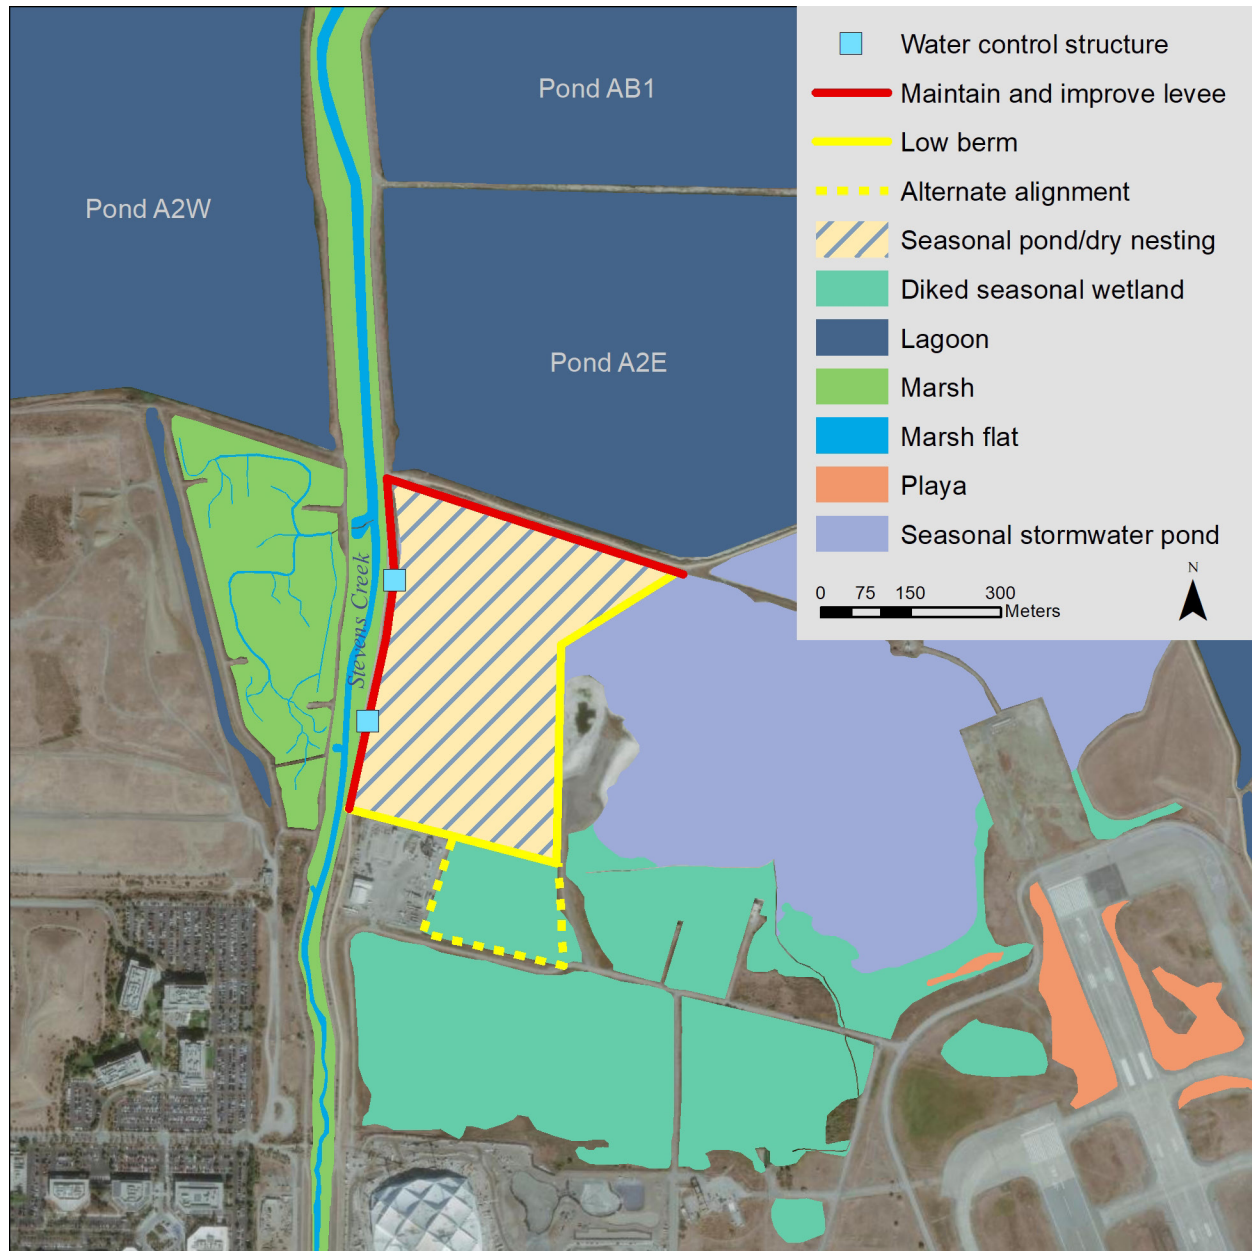 Pond AB1
Pond A2W
Pond A2E
Stevens Creek
Water control structure
Maintain and improve levee
Low berm
Alternate alignment
Seasonal pond/dry nesting
Diked seasonal wetland
Lagoon
Marsh
Marsh flat
Playa
Seasonal stormwater pond
N
0 75 150 300
Meters